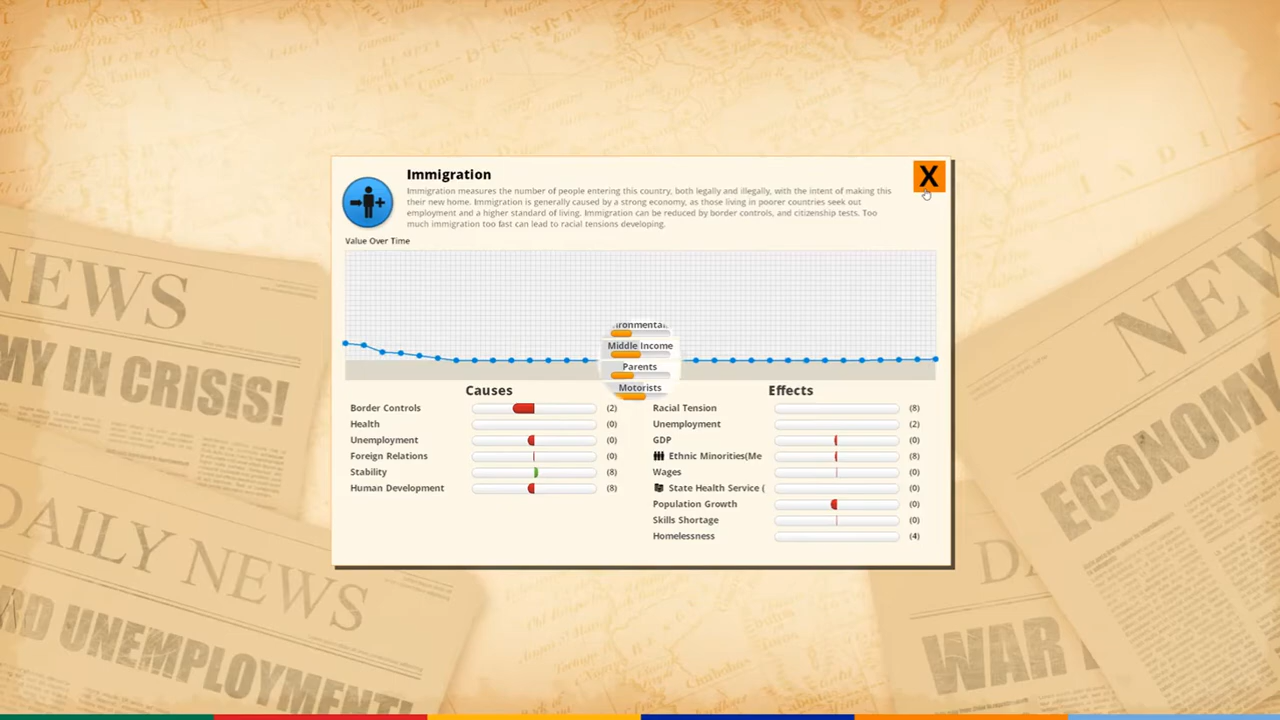 Immigration
X
Immigration measures the number of people entering this country, both legally and illegally, with the intent of making this
their new home. Immigration is generally caused by a strong economy, as those living in poorer countries seek out
employment and a higher standard of living. Immigration can be reduced by border controls, and citizenship tests. Too
much immigration too fast can lead to racial tensions developing.
Value Over Time
ironmental
Middle Income
Parents
Motorists
Causes
Border Controls (2)
Health (0)
Unemployment (0)
Foreign Relations (0)
Stability (8)
Human Development (8)
Effects
Racial Tension (8)
Unemployment (2)
GDP (0)
Ethnic Minorities(Me (8)
Wages (0)
State Health Service ( (0)
Population Growth (0)
Skills Shortage (0)
Homelessness (4)
NEWS
MY IN CRISIS!
DAILY NEWS
RD UNEMPLOYMENT!
NEW
ECONOMY
DA
WAR
INDIA